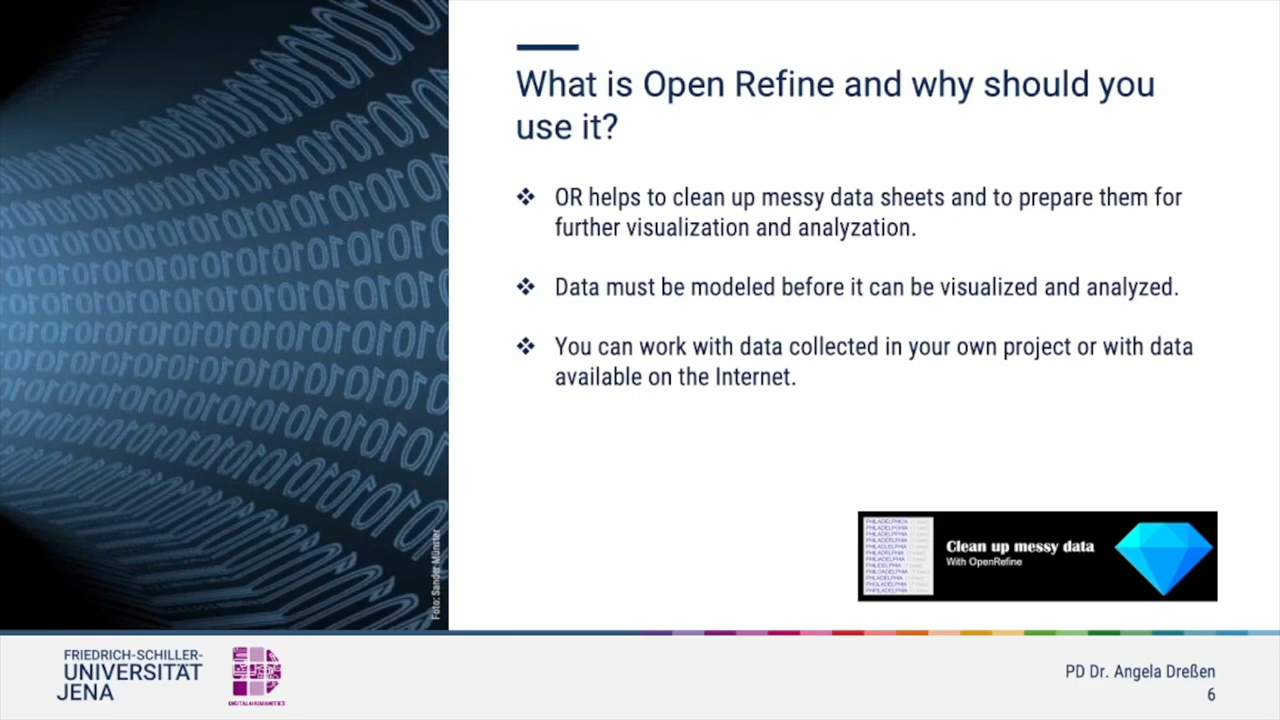 What is Open Refine and why should you
use it?
❖ OR helps to clean up messy data sheets and to prepare them for
further visualization and analyzation.
❖ Data must be modeled before it can be visualized and analyzed.
❖ You can work with data collected in your own project or with data
available on the Internet.
Clean up messy data
With OpenRefine
Foto: Sander Münster
FRIEDRICH-SCHILLER-
UNIVERSITÄT
JENA
DIGITAL4HUMANITIES
PD Dr. Angela Dreßen
6